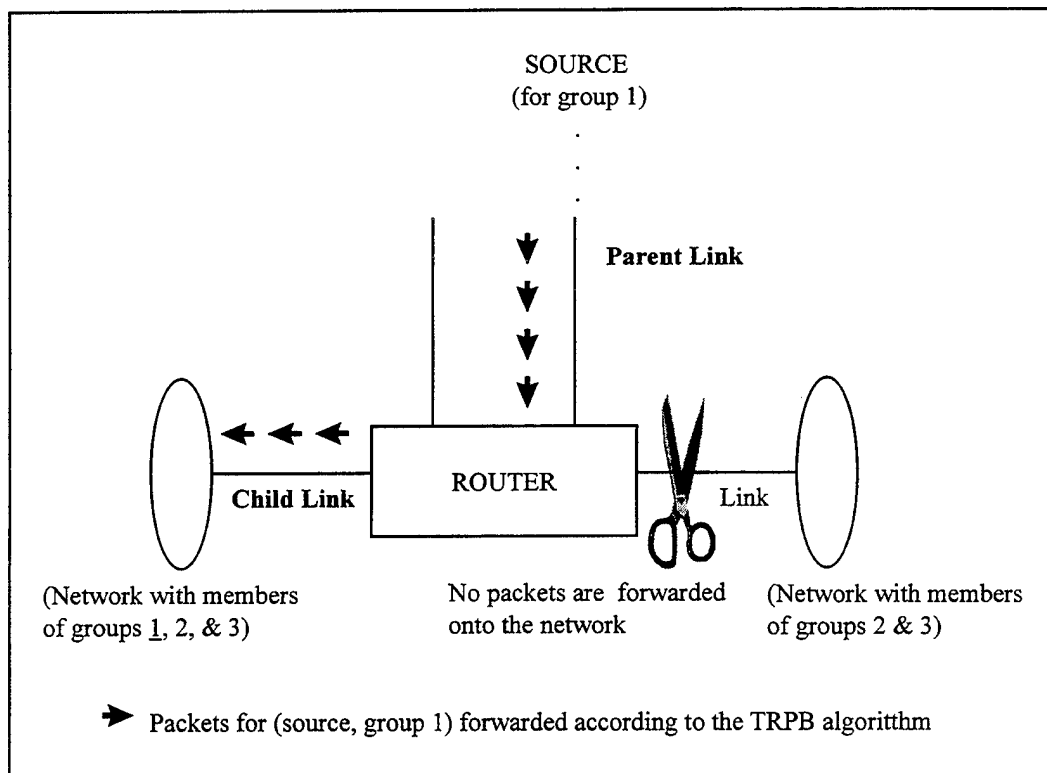 SOURCE
(for group 1)
Parent Link
ROUTER
Child Link
Link
(Network with members
of groups 1, 2, & 3)
No packets are forwarded
onto the network
(Network with members
of groups 2 & 3)
Packets for (source, group 1) forwarded according to the TRPB algoritthm